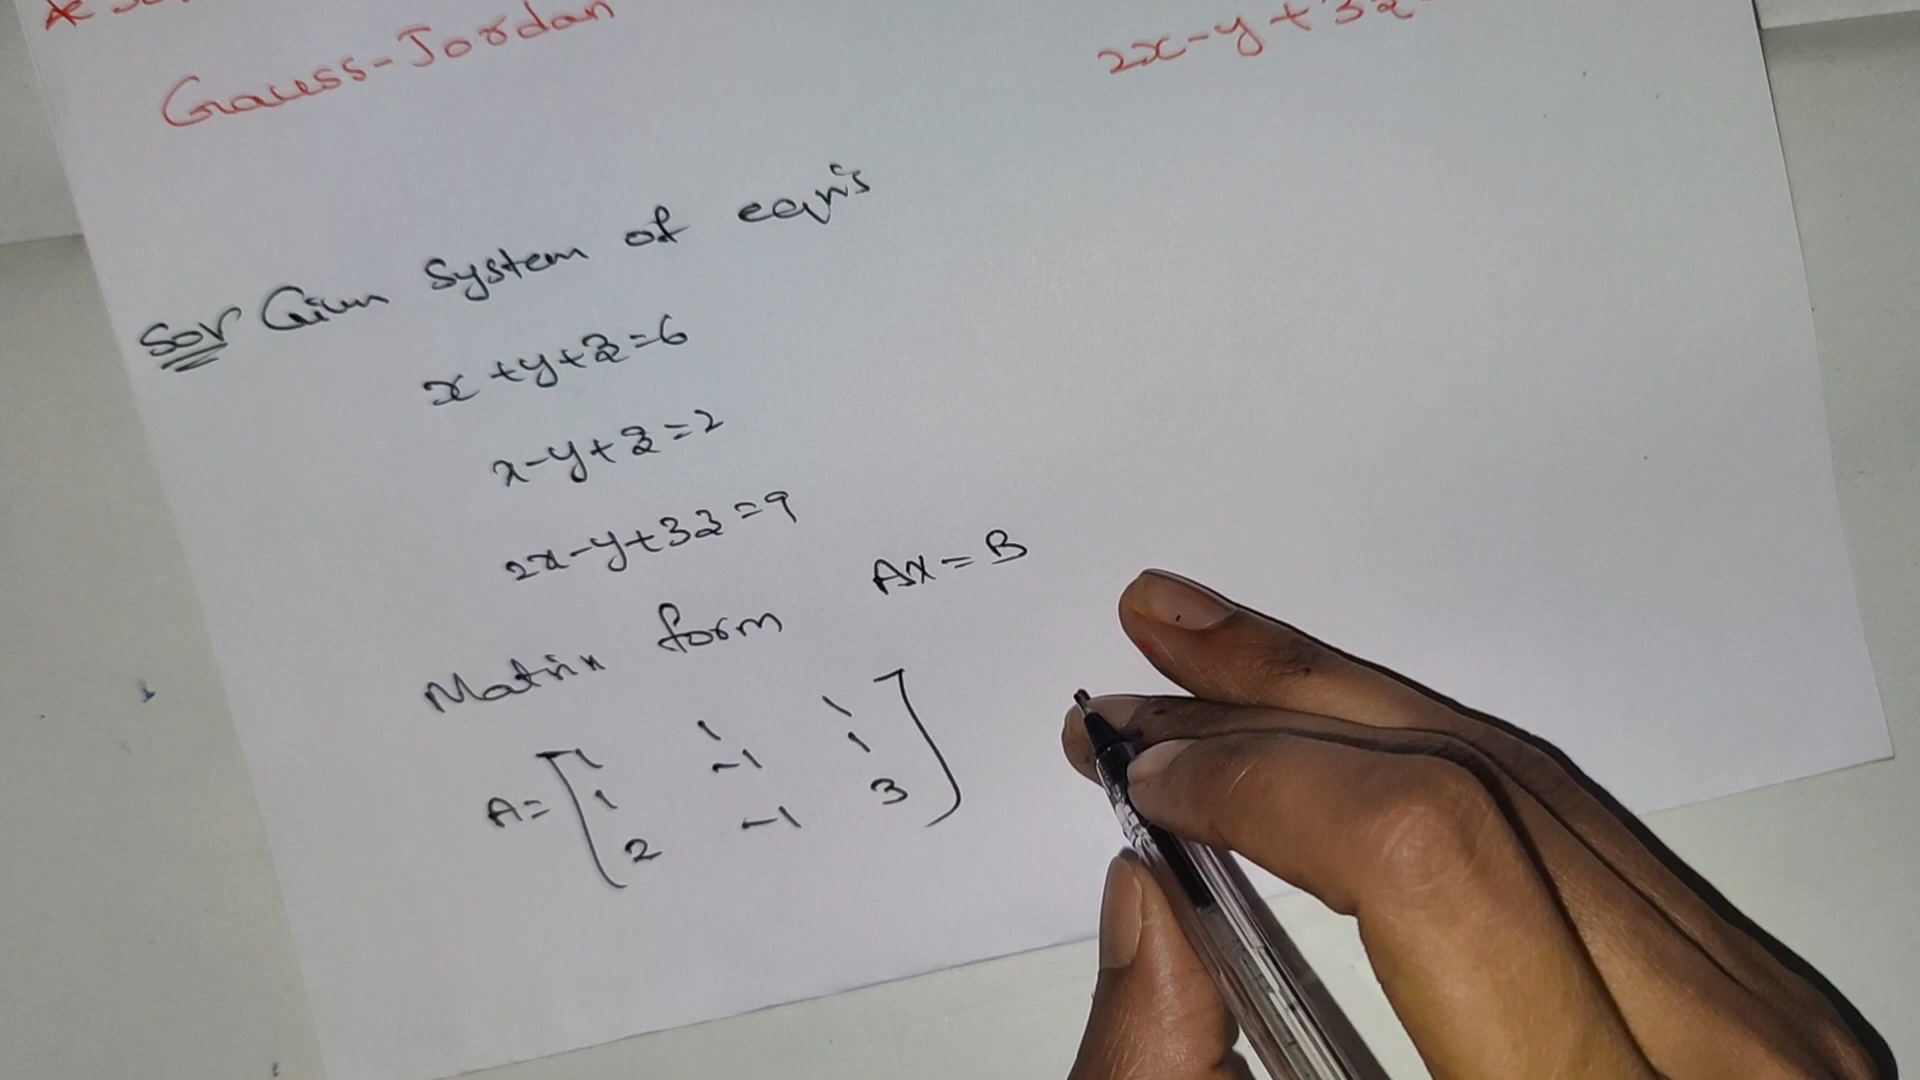 Gauss-Jordan
2x-y+3z
Sol Given System of eqn's
x+y+z=6
x-y+z=2
2x-y+3z=9
Matrix form AX=B
A=[1 1 1
1 -1 1
2 -1 3]